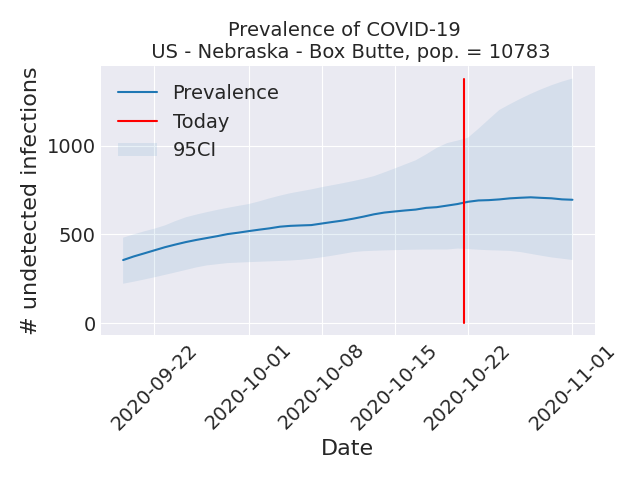 Prevalence of COVID-19
US - Nebraska - Box Butte, pop. = 10783
Prevalence
Today
95CI
# undetected infections
1000
500
0
2020-09-22
2020-10-01
2020-10-08
2020-10-15
2020-10-22
2020-11-01
Date